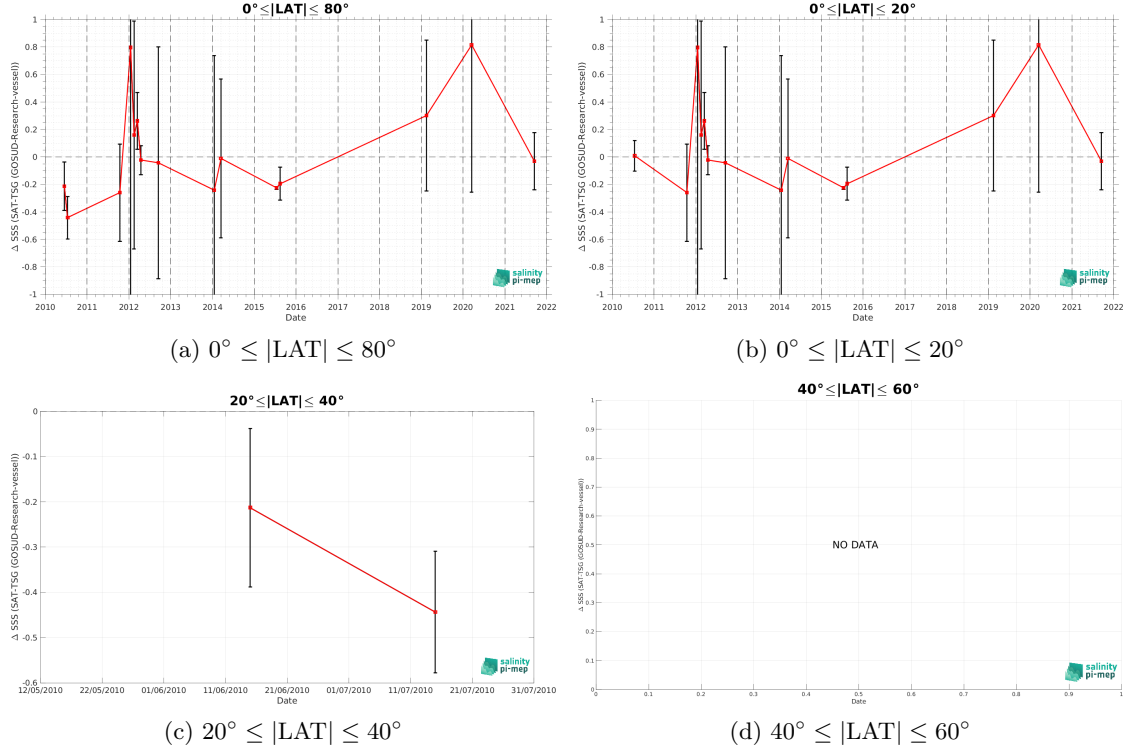 0°≤|LAT|≤ 80°
Δ SSS (SAT-TSG (GOSUD-Research-vessel))
1
0.8
0.6
0.4
0.2
0
-0.2
-0.4
-0.6
-0.8
-1
2010 2011 2012 2013 2014 2015 2016 2017 2018 2019 2020 2021 2022
Date
salinity
pi-mep
(a) 0° ≤ |LAT| ≤ 80°
0°≤|LAT|≤ 20°
Δ SSS (SAT-TSG (GOSUD-Research-vessel))
1
0.8
0.6
0.4
0.2
0
-0.2
-0.4
-0.6
-0.8
-1
2010 2011 2012 2013 2014 2015 2016 2017 2018 2019 2020 2021 2022
Date
salinity
pi-mep
(b) 0° ≤ |LAT| ≤ 20°
20°≤|LAT|≤ 40°
Δ SSS (SAT-TSG (GOSUD-Research-vessel))
0
-0.1
-0.2
-0.3
-0.4
-0.5
-0.6
12/05/2010 22/05/2010 01/06/2010 11/06/2010 21/06/2010 01/07/2010 11/07/2010 21/07/2010 31/07/2010
Date
salinity
pi-mep
(c) 20° ≤ |LAT| ≤ 40°
40°≤|LAT|≤ 60°
Δ SSS (SAT-TSG (GOSUD-Research-vessel))
1
0.9
0.8
0.7
0.6
0.5
0.4
0.3
0.2
0.1
0
NO DATA
0 0.1 0.2 0.3 0.4 0.5 0.6 0.7 0.8 0.9 1
Date
salinity
pi-mep
(d) 40° ≤ |LAT| ≤ 60°